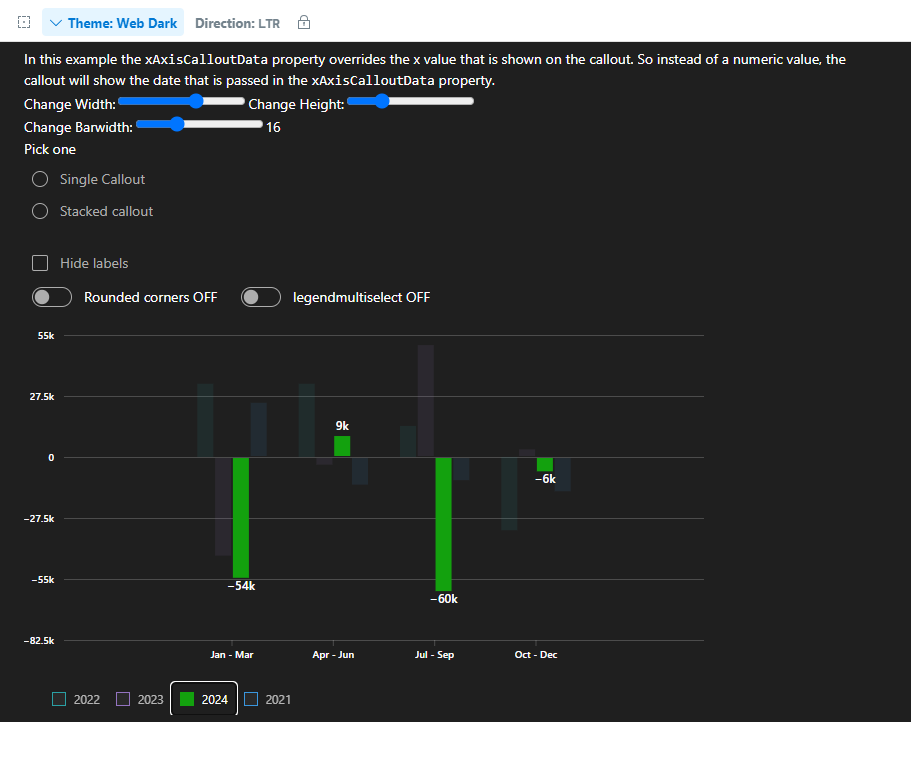 Theme: Web Dark Direction: LTR
In this example the xAxisCalloutData property overrides the x value that is shown on the callout. So instead of a numeric value, the
callout will show the date that is passed in the xAxisCalloutData property.
Change Width: Change Height:
Change Barwidth: 16
Pick one
Single Callout
Stacked callout
Hide labels
Rounded corners OFF legendmultiselect OFF
55k
27.5k
9k
0
−6k
−27.5k
−55k
−54k
−60k
−82.5k
Jan - Mar Apr - Jun Jul - Sep Oct - Dec
2022 2023 2024 2021